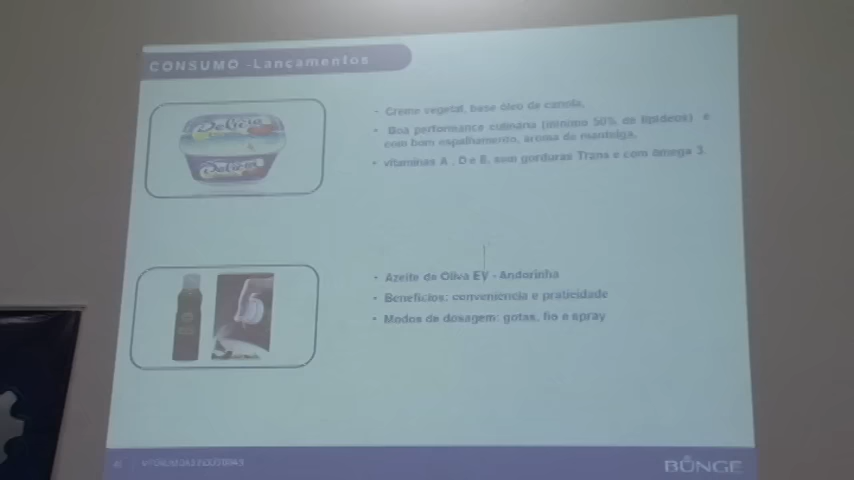 CONSUMO -Lançamentos
Delícia
Delícia
- Creme vegetal, base óleo de canola,
• Boa performance culinária (mínimo 50% de lipídeos) e
com bom espalhamento, aroma de manteiga,
• vitaminas A , D e E, sem gorduras Trans e com ômega 3.
• Azeite de Oliva EV - Andorinha
• Benefícios: conveniência e praticidade
• Modos de dosagem: gotas, fio e spray
BUNGE